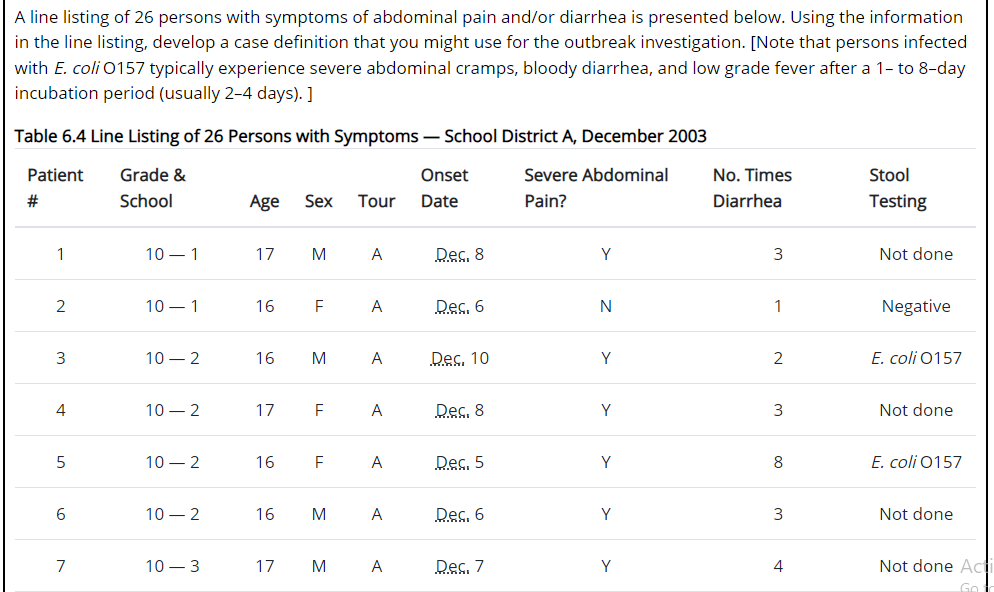 A line listing of 26 persons with symptoms of abdominal pain and/or diarrhea is presented below. Using the information
in the line listing, develop a case definition that you might use for the outbreak investigation. [Note that persons infected
with E. coli O157 typically experience severe abdominal cramps, bloody diarrhea, and low grade fever after a 1– to 8–day
incubation period (usually 2–4 days). ]
Table 6.4 Line Listing of 26 Persons with Symptoms — School District A, December 2003
Patient # Grade & School Age Sex Tour Onset Date Severe Abdominal Pain? No. Times Diarrhea Stool Testing
1 10 — 1 17 M A Dec. 8 Y 3 Not done
2 10 — 1 16 F A Dec. 6 N 1 Negative
3 10 — 2 16 M A Dec. 10 Y 2 E. coli O157
4 10 — 2 17 F A Dec. 8 Y 3 Not done
5 10 — 2 16 F A Dec. 5 Y 8 E. coli O157
6 10 — 2 16 M A Dec. 6 Y 3 Not done
7 10 — 3 17 M A Dec. 7 Y 4 Not done